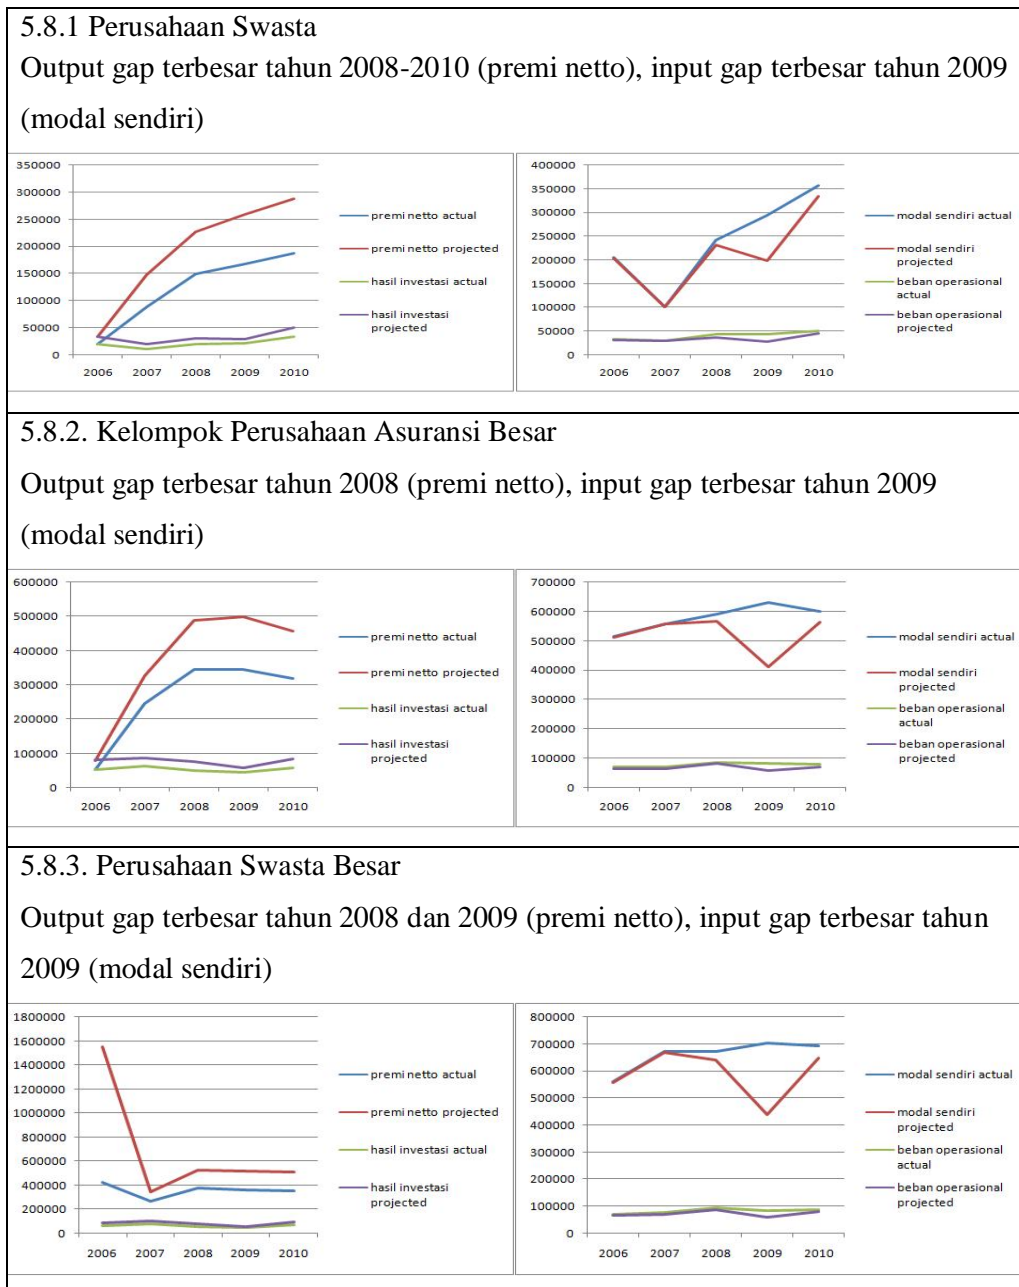 5.8.1 Perusahaan Swasta
Output gap terbesar tahun 2008-2010 (premi netto), input gap terbesar tahun 2009
(modal sendiri)
350000
300000
250000
200000
150000
100000
50000
0
2006 2007 2008 2009 2010
premi netto actual
premi netto projected
hasil investasi actual
hasil investasi
projected
400000
350000
300000
250000
200000
150000
100000
50000
0
2006 2007 2008 2009 2010
modal sendiri actual
modal sendiri
projected
beban operasional
actual
beban operasional
projected
5.8.2. Kelompok Perusahaan Asuransi Besar
Output gap terbesar tahun 2008 (premi netto), input gap terbesar tahun 2009
(modal sendiri)
600000
500000
400000
300000
200000
100000
0
2006 2007 2008 2009 2010
premi netto actual
premi netto projected
hasil investasi actual
hasil investasi
projected
700000
600000
500000
400000
300000
200000
100000
0
2006 2007 2008 2009 2010
modal sendiri actual
modal sendiri
projected
beban operasional
actual
beban operasional
projected
5.8.3. Perusahaan Swasta Besar
Output gap terbesar tahun 2008 dan 2009 (premi netto), input gap terbesar tahun
2009 (modal sendiri)
1800000
1600000
1400000
1200000
1000000
800000
600000
400000
200000
0
2006 2007 2008 2009 2010
premi netto actual
premi netto projected
hasil investasi actual
hasil investasi
projected
800000
700000
600000
500000
400000
300000
200000
100000
0
2006 2007 2008 2009 2010
modal sendiri actual
modal sendiri
projected
beban operasional
actual
beban operasional
projected